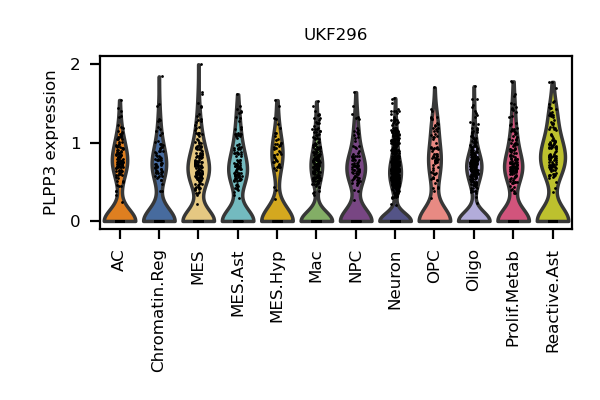 UKF296
PLPP3 expression
2
1
0
AC
Chromatin.Reg
MES
MES.Ast
MES.Hyp
Mac
NPC
Neuron
OPC
Oligo
Prolif.Metab
Reactive.Ast